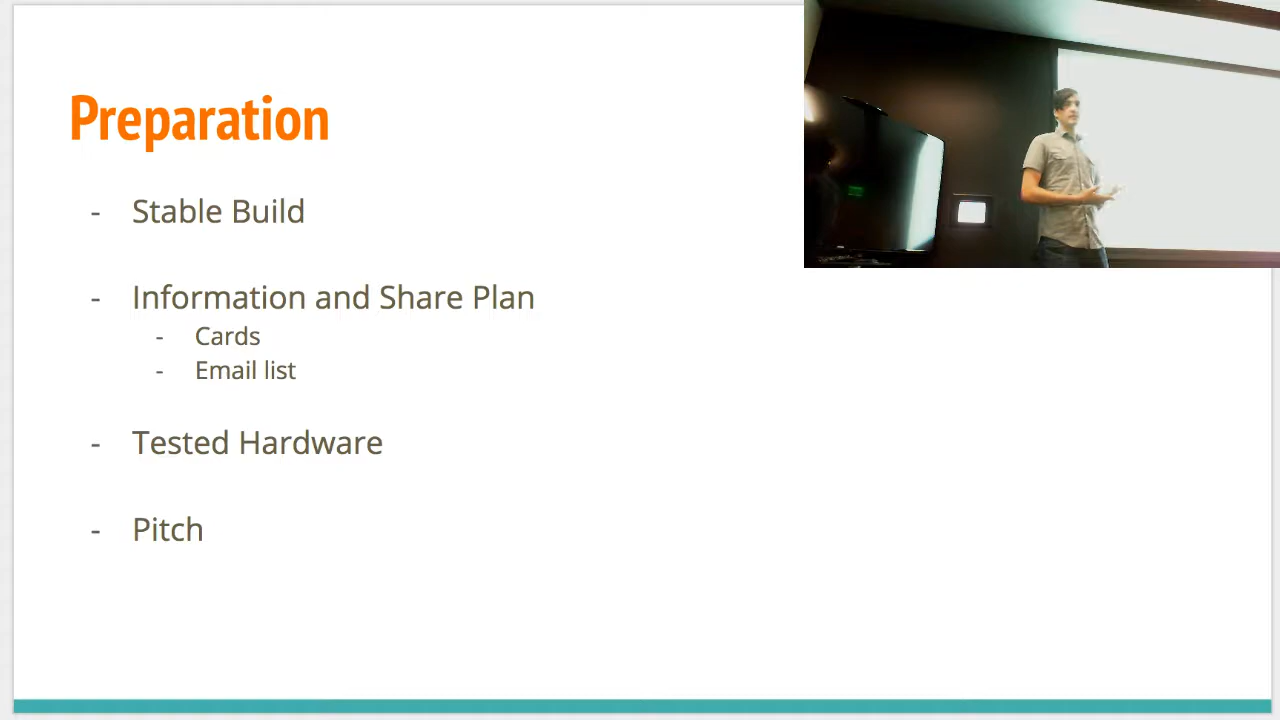 Preparation
- Stable Build
- Information and Share Plan
- Cards
- Email list
- Tested Hardware
- Pitch